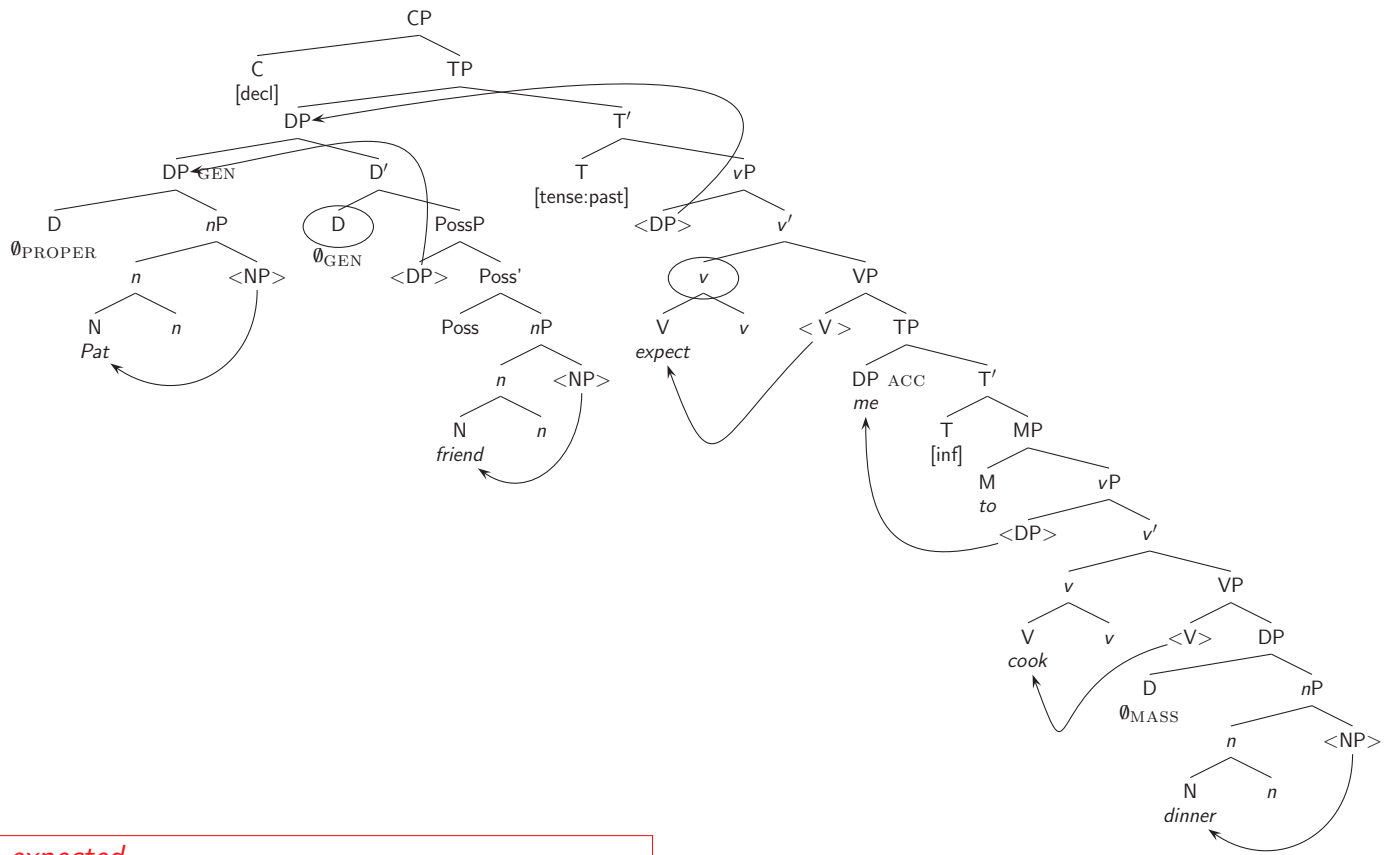 CP
C TP
[decl]
DP T′
DP GEN D′ T vP
[tense:past]
D nP D PossP <DP> v′
∅PROPER ∅GEN
n <NP> <DP> Poss' v VP
N n Poss nP V v < V > TP
Pat expect
n <NP> DP ACC T′
me
N n T MP
friend [inf]
M vP
to
<DP> v′
v VP
V v <V> DP
cook
D nP
∅MASS
n <NP>
N n
dinner
expected